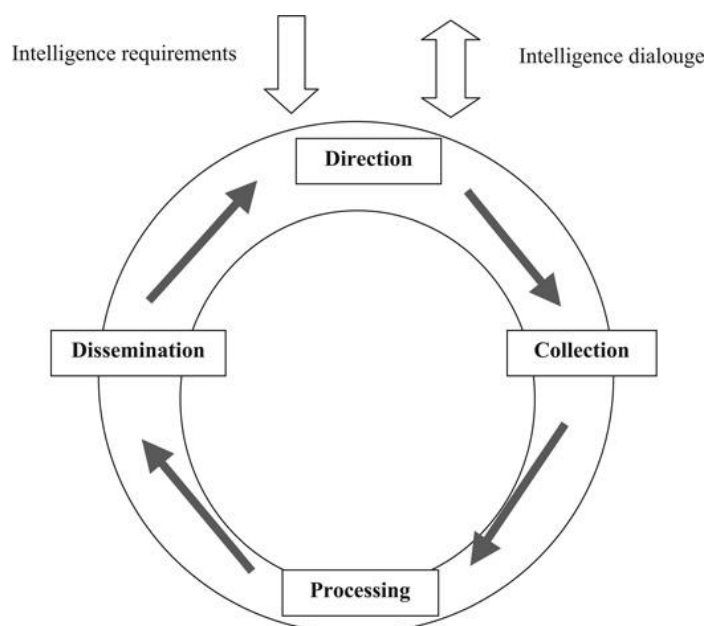 Intelligence requirements
Intelligence dialouge
Direction
Dissemination
Collection
Processing